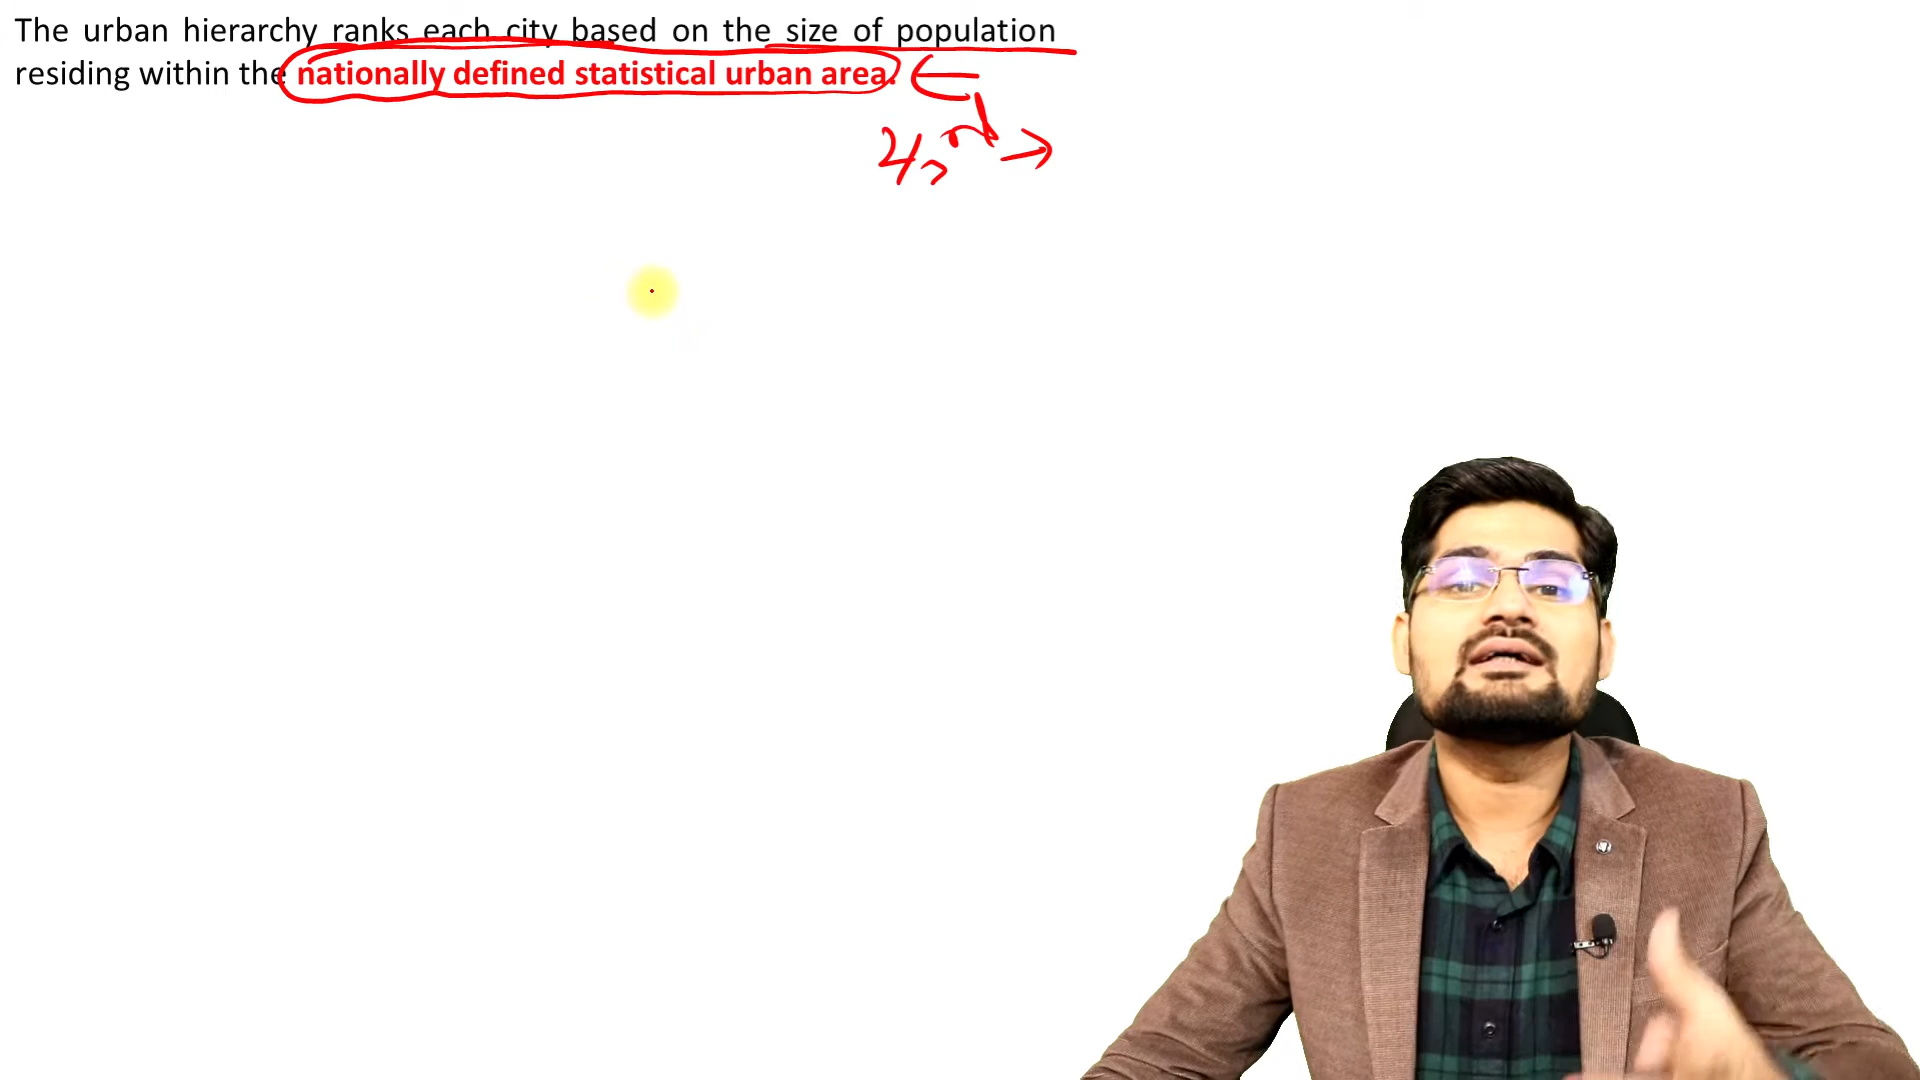 The urban hierarchy ranks each city based on the size of population
residing within the nationally defined statistical urban area.